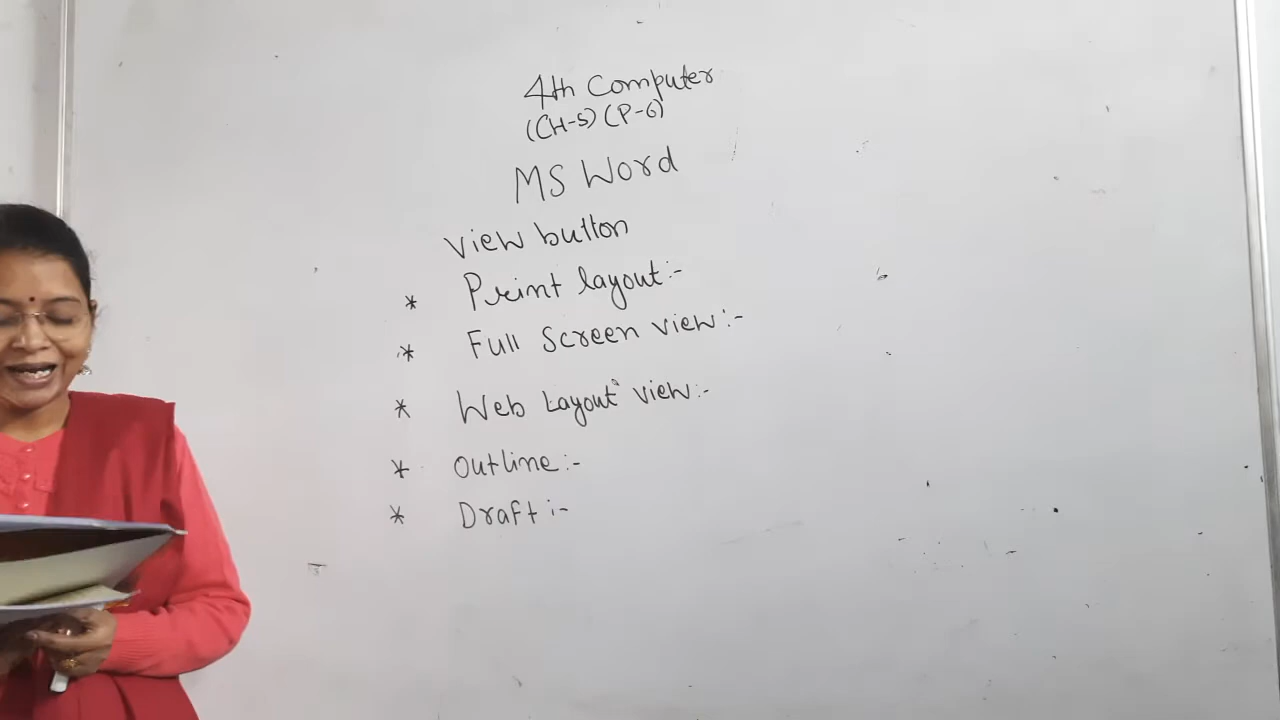 4th Computer
(CH-5) (P-6)
MS Word
View button
* Print layout:-
* Full Screen view:-
* Web Layout view:-
* Outline:-
* Draft:-